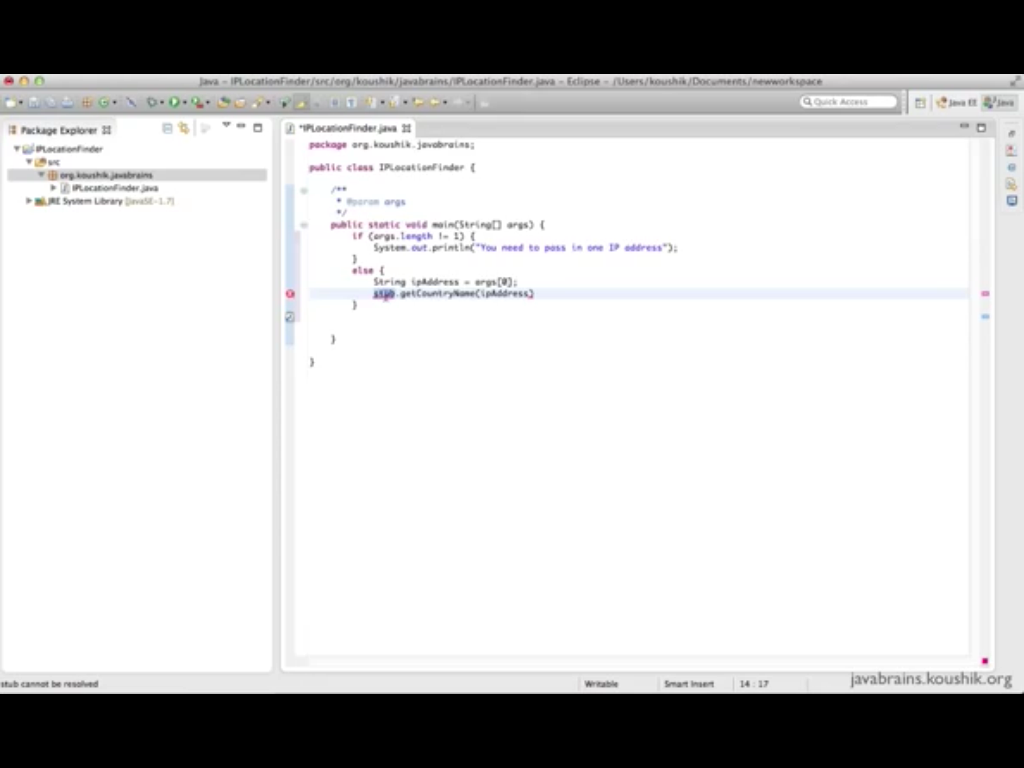 Java – IPLocationFinder/src/org/koushik/javabrains/IPLocationFinder.java – Eclipse – /Users/koushik/Documents/newworkspace
Quick Access
Java EE
Java
Package Explorer
IPLocationFinder
src
org.koushik.javabrains
IPLocationFinder.java
JRE System Library [JavaSE-1.7]
*IPLocationFinder.java
package org.koushik.javabrains;
public class IPLocationFinder {
/**
* @param args
*/
public static void main(String[] args) {
if (args.length != 1) {
System.out.println("You need to pass in one IP address");
}
else {
String ipAddress = args[0];
stub.getCountryName(ipAddress)
}
}
}
stub cannot be resolved
Writable
Smart Insert
14 : 17
javabrains.koushik.org